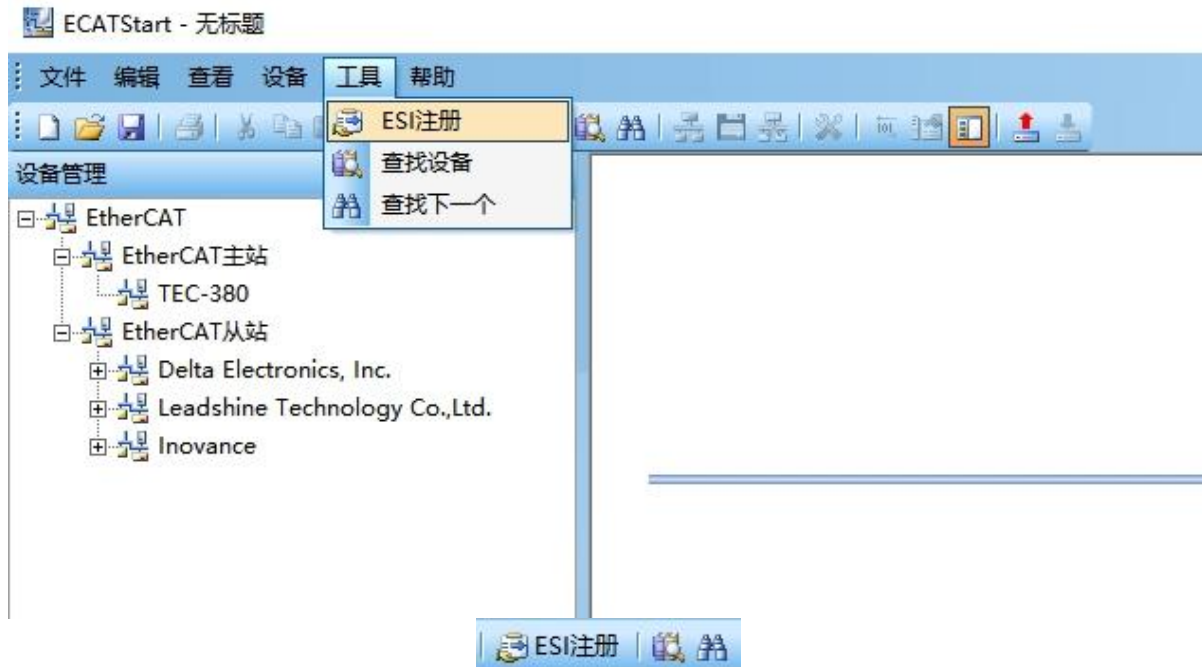 ECATStart - 无标题
文件 编辑 查看 设备 工具 帮助
ESI注册
查找设备
查找下一个
设备管理
EtherCAT
EtherCAT主站
TEC-380
EtherCAT从站
Delta Electronics, Inc.
Leadshine Technology Co.,Ltd.
Inovance
ESI注册